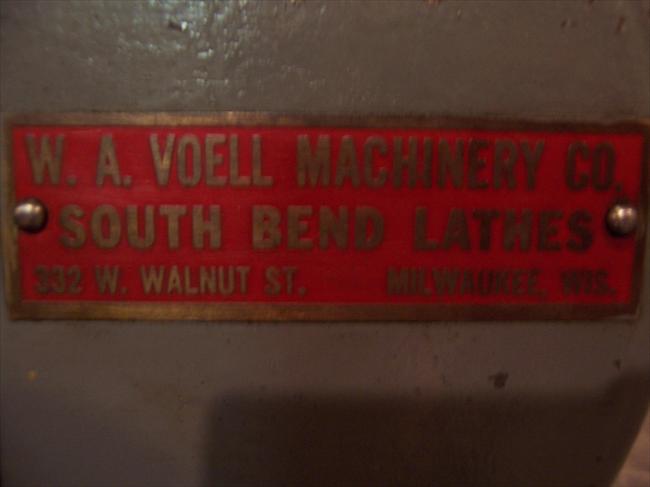 W. A. VOELL MACHINERY CO.
SOUTH BEND LATHES
332 W. WALNUT ST. MILWAUKEE, WIS.